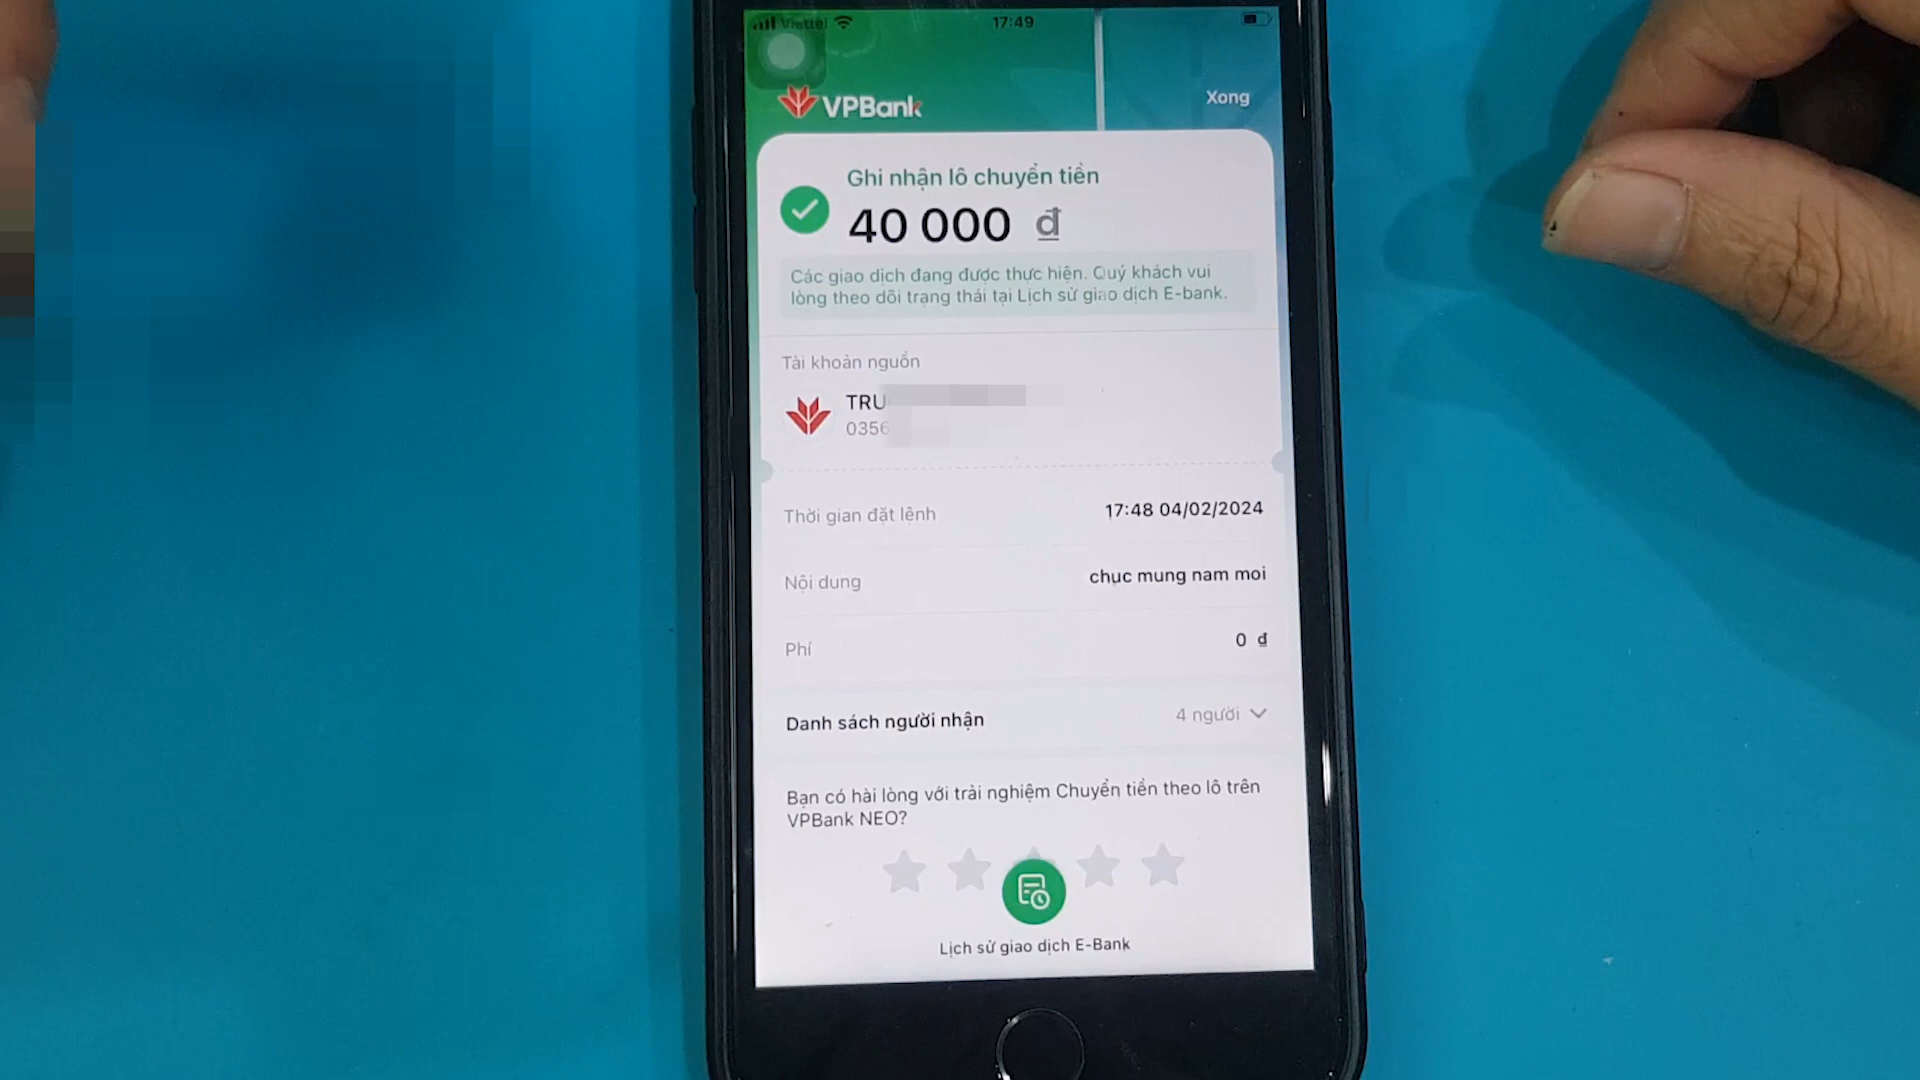 Viettel 17:49
VPBank Xong
Ghi nhận lô chuyển tiền
40 000 đ
Các giao dịch đang được thực hiện. Quý khách vui
lòng theo dõi trạng thái tại Lịch sử giao dịch E-bank.
Tài khoản nguồn
TRU
0356
Thời gian đặt lệnh 17:48 04/02/2024
Nội dung chuc mung nam moi
Phí 0 đ
Danh sách người nhận 4 người
Bạn có hài lòng với trải nghiệm Chuyển tiền theo lô trên
VPBank NEO?
Lịch sử giao dịch E-Bank